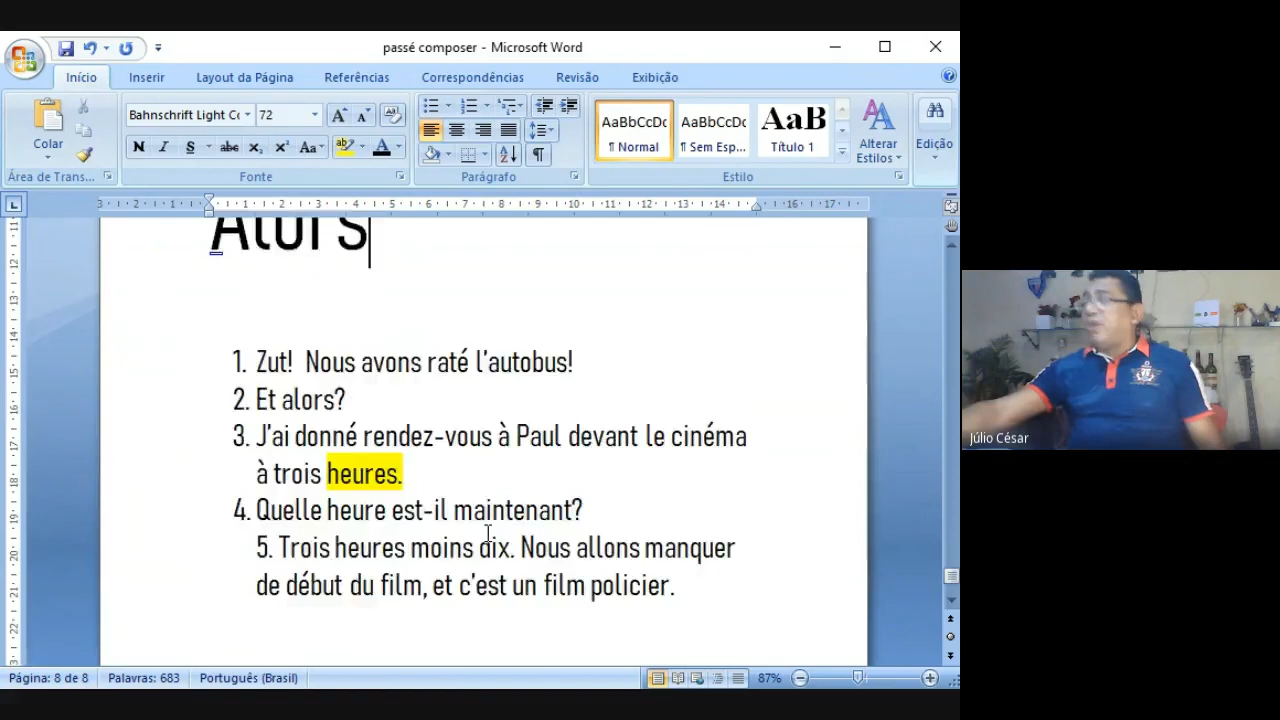 passé composer - Microsoft Word
Início Inserir Layout da Página Referências Correspondências Revisão Exibição
Colar
Bahnschrift Light Cc 72
AaBbCcDc AaBbCcDc AaB
¶ Normal ¶ Sem Esp... Título 1
Alterar Estilos
Edição
Área de Trans... Fonte Parágrafo Estilo
Alors
1. Zut! Nous avons raté l'autobus!
2. Et alors?
3. J'ai donné rendez-vous à Paul devant le cinéma
à trois heures.
4. Quelle heure est-il maintenant?
5. Trois heures moins dix. Nous allons manquer
de début du film, et c'est un film policier.
Júlio César
Página: 8 de 8 Palavras: 683 Português (Brasil) 87%